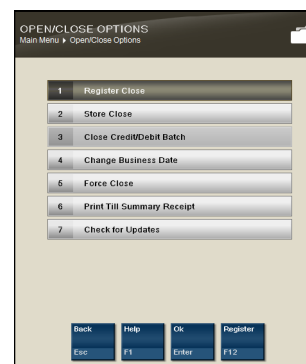 OPEN/CLOSE OPTIONS
Main Menu ▸ Open/Close Options
1 Register Close
2 Store Close
3 Close Credit/Debit Batch
4 Change Business Date
5 Force Close
6 Print Till Summary Receipt
7 Check for Updates
Back Help Ok Register
Esc F1 Enter F12